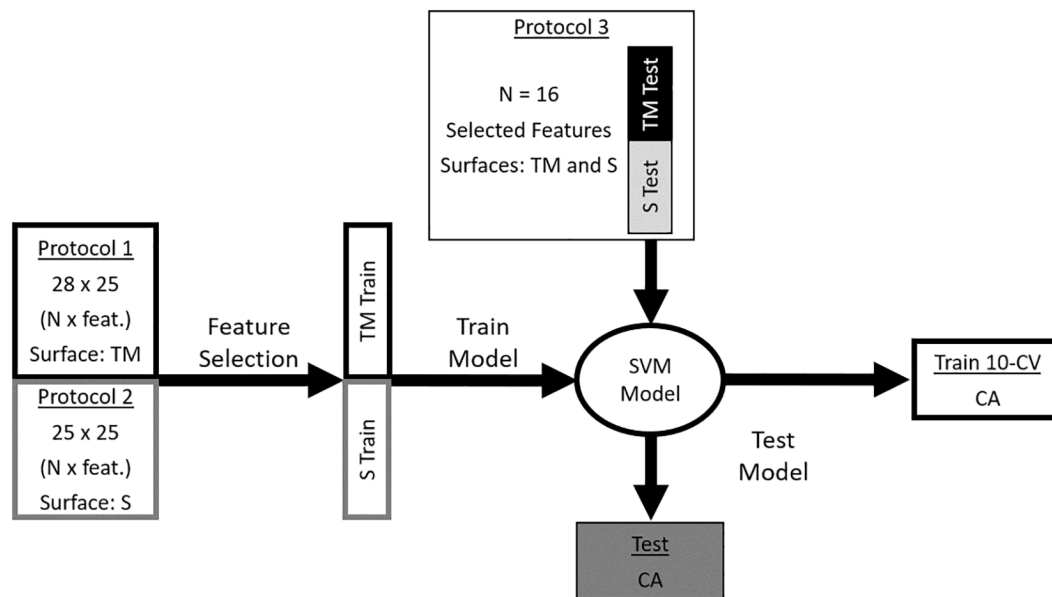 Protocol 3
N = 16
Selected Features
Surfaces: TM and S
TM Test
S Test
Protocol 1
28 x 25
(N x feat.)
Surface: TM
Protocol 2
25 x 25
(N x feat.)
Surface: S
Feature
Selection
TM Train
S Train
Train
Model
SVM
Model
Test
Model
Train 10-CV
CA
Test
CA